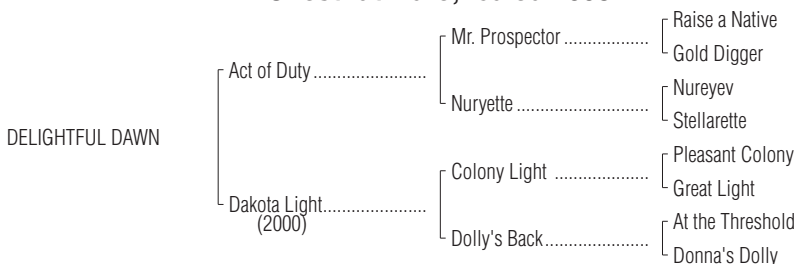 Raise a Native
Mr. Prospector ..................
Gold Digger
Act of Duty ........................
Nureyev
Nuryette ............................
Stellarette
DELIGHTFUL DAWN
Pleasant Colony
Colony Light ....................
Great Light
Dakota Light......................
(2000)
At the Threshold
Dolly's Back......................
Donna's Dolly